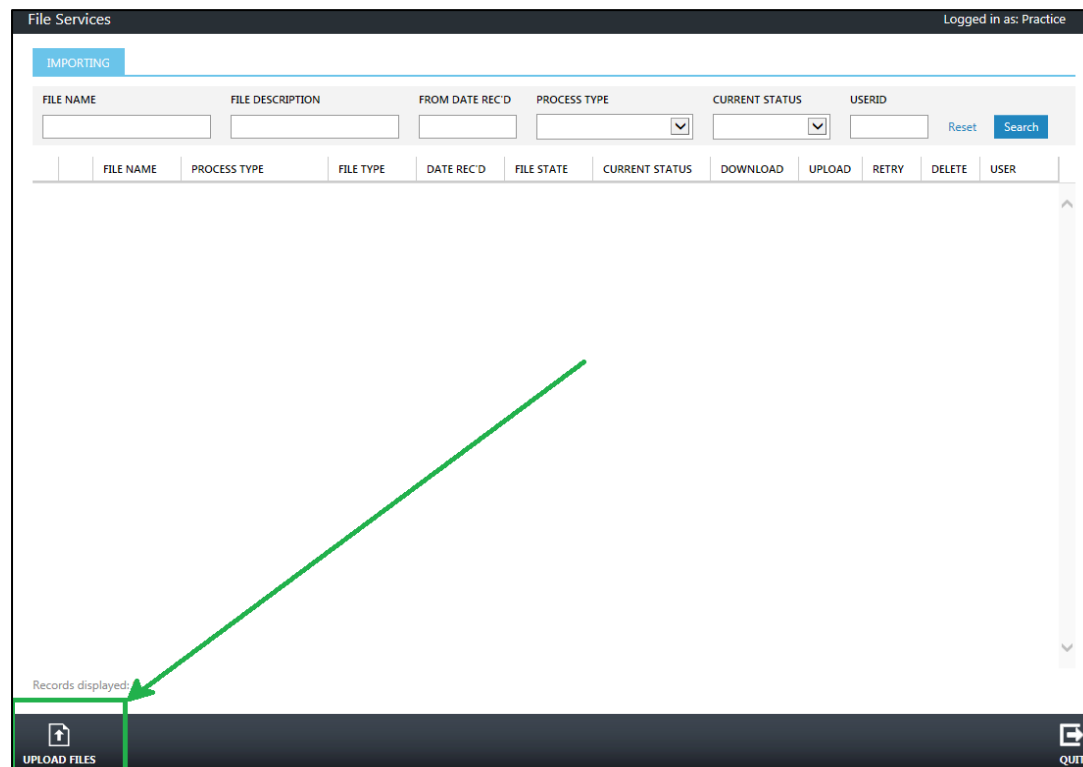 File Services Logged in as: Practice
IMPORTING
FILE NAME FILE DESCRIPTION FROM DATE REC'D PROCESS TYPE CURRENT STATUS USERID
Reset Search
FILE NAME PROCESS TYPE FILE TYPE DATE REC'D FILE STATE CURRENT STATUS DOWNLOAD UPLOAD RETRY DELETE USER
Records displayed:
UPLOAD FILES QUIT